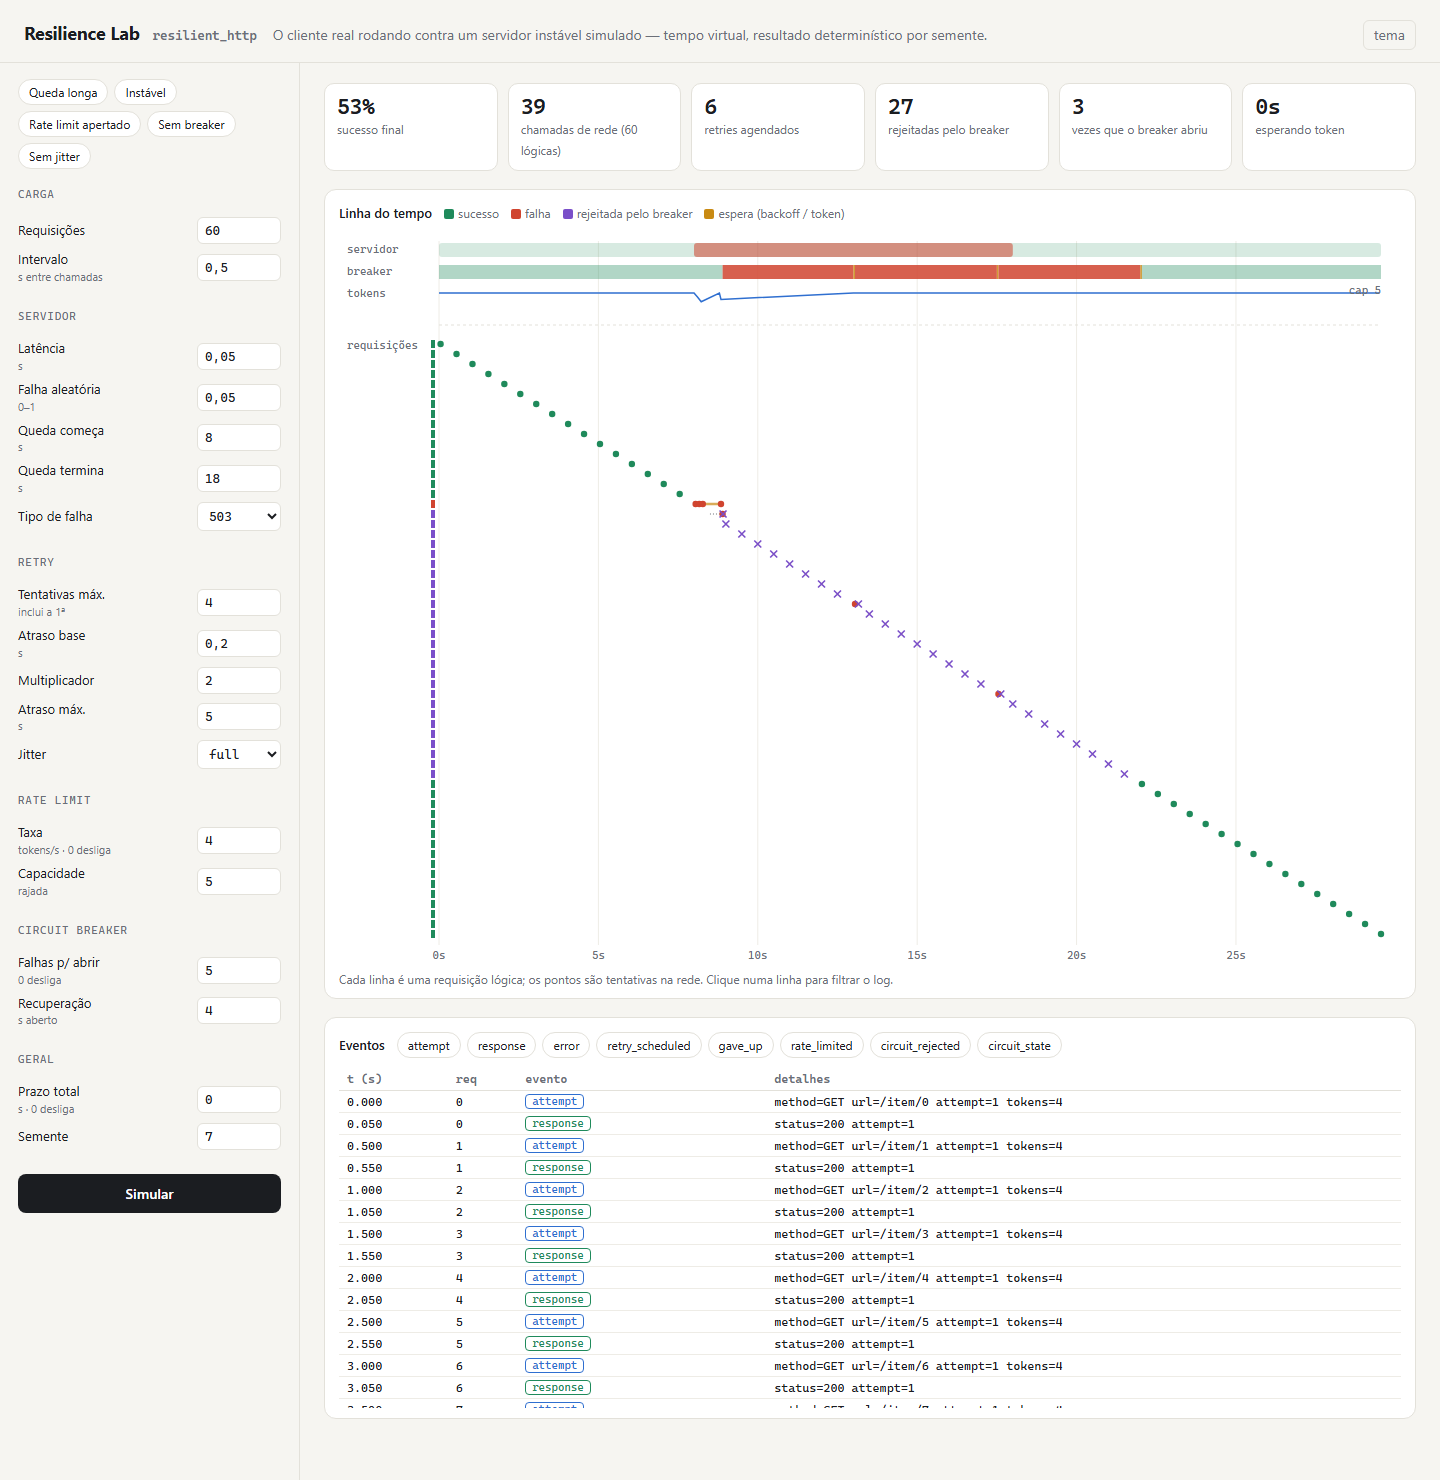 Resilience Lab resilient_http O cliente real rodando contra um servidor instável simulado — tempo virtual, resultado determinístico por semente. tema
Queda longa Instável
Rate limit apertado Sem breaker
Sem jitter
CARGA
Requisições 60
Intervalo 0,5
s entre chamadas
SERVIDOR
Latência 0,05
s
Falha aleatória 0,05
0–1
Queda começa 8
s
Queda termina 18
s
Tipo de falha 503
RETRY
Tentativas máx. 4
inclui a 1ª
Atraso base 0,2
s
Multiplicador 2
Atraso máx. 5
s
Jitter full
RATE LIMIT
Taxa 4
tokens/s · 0 desliga
Capacidade 5
rajada
CIRCUIT BREAKER
Falhas p/ abrir 5
0 desliga
Recuperação 4
s aberto
GERAL
Prazo total 0
s · 0 desliga
Semente 7
Simular
53%
sucesso final
39
chamadas de rede (60
lógicas)
6
retries agendados
27
rejeitadas pelo breaker
3
vezes que o breaker abriu
0s
esperando token
Linha do tempo sucesso falha rejeitada pelo breaker espera (backoff / token)
servidor
breaker
tokens cap 5
requisições
0s 5s 10s 15s 20s 25s
Cada linha é uma requisição lógica; os pontos são tentativas na rede. Clique numa linha para filtrar o log.
Eventos attempt response error retry_scheduled gave_up rate_limited circuit_rejected circuit_state
t (s) req evento detalhes
0.000 0 attempt method=GET url=/item/0 attempt=1 tokens=4
0.050 0 response status=200 attempt=1
0.500 1 attempt method=GET url=/item/1 attempt=1 tokens=4
0.550 1 response status=200 attempt=1
1.000 2 attempt method=GET url=/item/2 attempt=1 tokens=4
1.050 2 response status=200 attempt=1
1.500 3 attempt method=GET url=/item/3 attempt=1 tokens=4
1.550 3 response status=200 attempt=1
2.000 4 attempt method=GET url=/item/4 attempt=1 tokens=4
2.050 4 response status=200 attempt=1
2.500 5 attempt method=GET url=/item/5 attempt=1 tokens=4
2.550 5 response status=200 attempt=1
3.000 6 attempt method=GET url=/item/6 attempt=1 tokens=4
3.050 6 response status=200 attempt=1